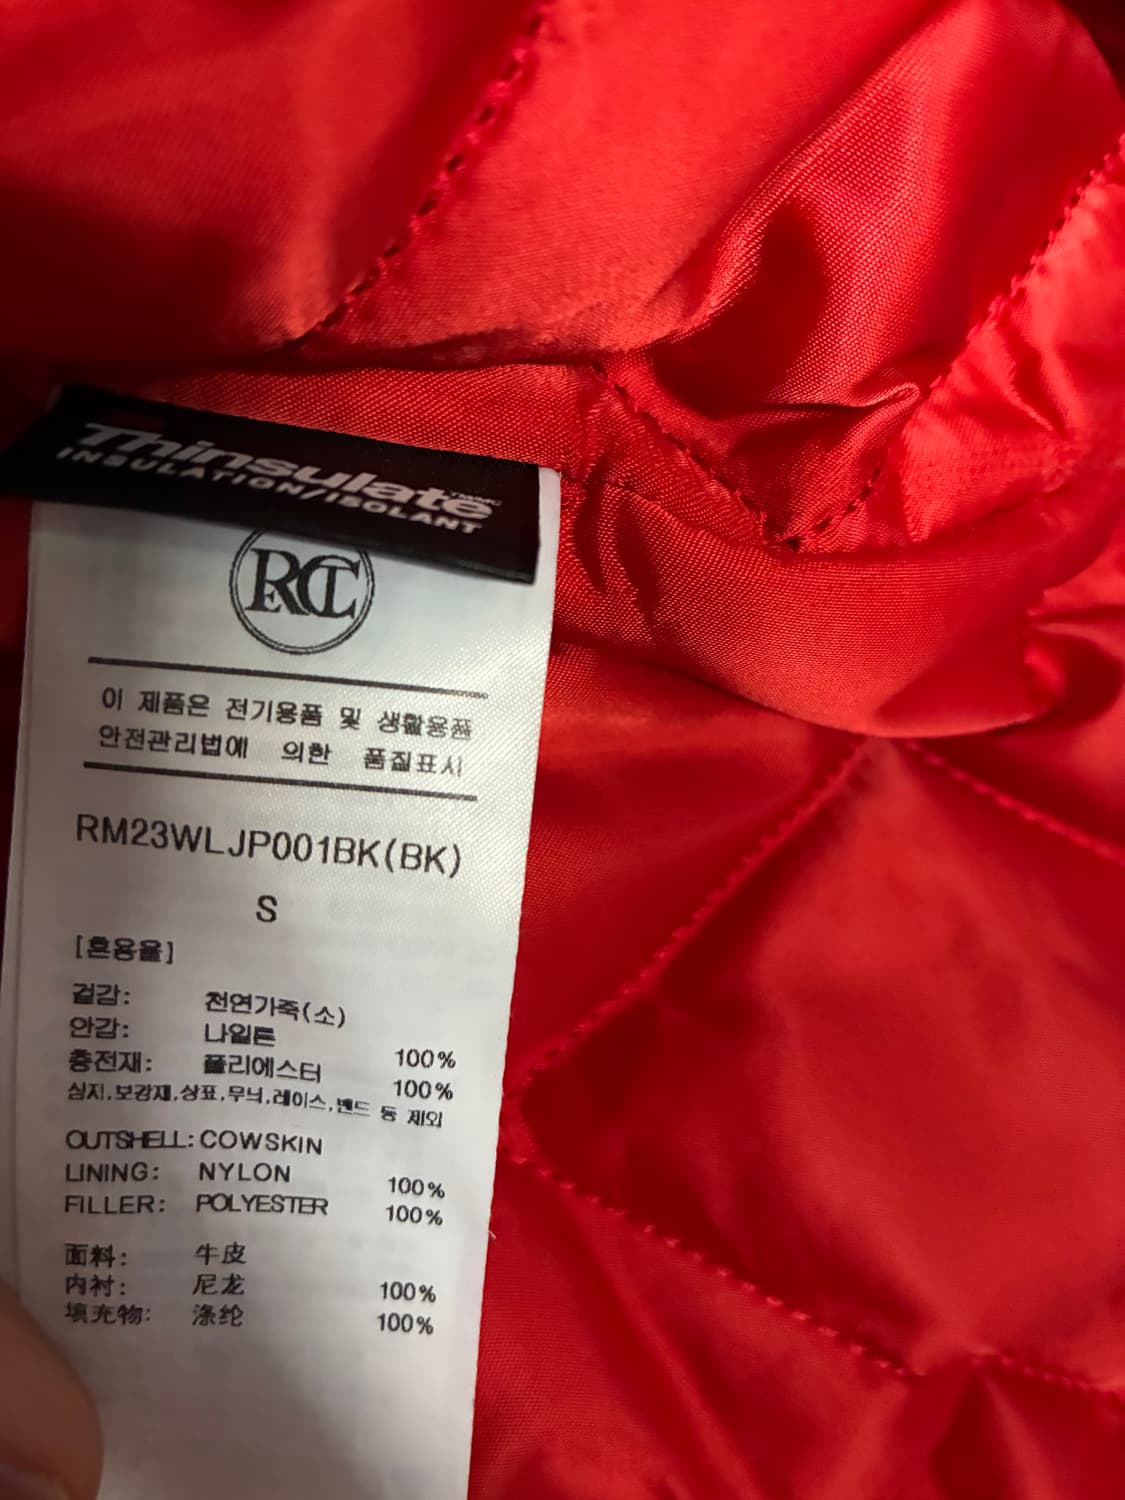 Thinsulate
INSULATION/ISOLANT
이 제품은 전기용품 및 생활용품
안전관리법에 의한 품질표시
RM23WLJP001BK(BK)
S
[혼용율]
겉감: 천연가죽(소)
안감: 나일론 100%
충전재: 폴리에스터 100%
심지,보강재,상표,무늬,레이스,밴드 등 제외
OUTSHELL: COWSKIN
LINING: NYLON 100%
FILLER: POLYESTER 100%
面料: 牛皮
内衬: 尼龙 100%
填充物: 涤纶 100%